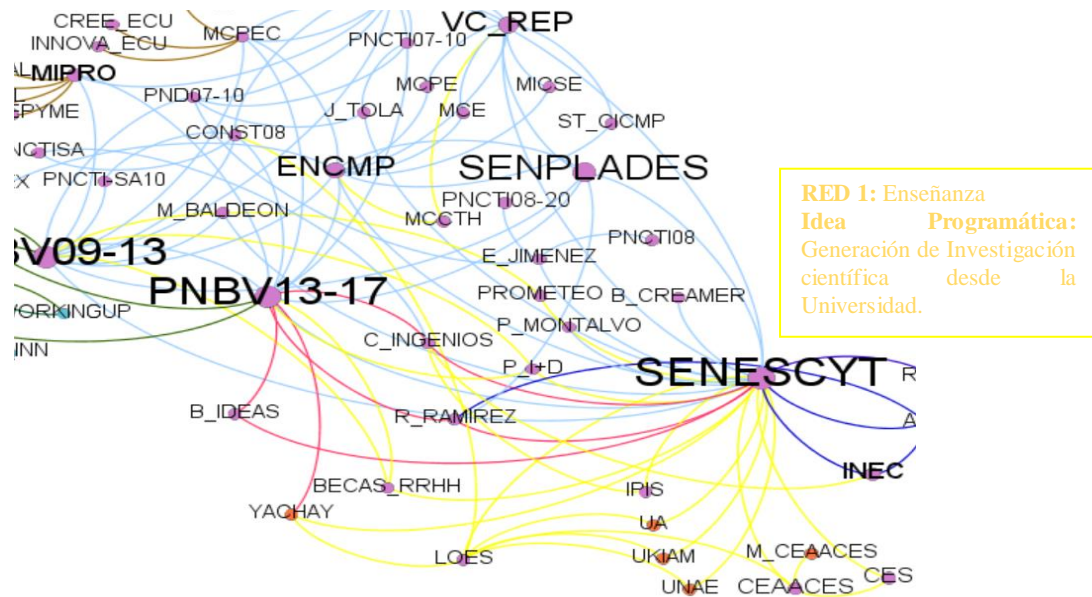 CREE_ECU
VC_REP
INNOVA_ECU
MCPEC
PNCTI07-10
MIPRO
MCPE
MICSE
EPYME
PND07-10
J_TOLA
MCE
ST_CICMP
CONST08
NCTISA
ENCMP
SENPLADES
PNCTI-SA10
PNCTI08-20
M_BALDEON
MCCTH
PNCTI08
BV09-13
E_JIMENEZ
PNBV13-17
PROMETEO
B_CREAMER
ORKINGUP
P_MONTALVO
C_INGENIOS
INN
P_I+D
SENESCYT
R
B_IDEAS
R_RAMIREZ
A
INEC
BECAS_RRHH
IPIS
YACHAY
UA
LOES
UKIAM
M_CEAACES
UNAE
CEAACES
CES
RED 1: Enseñanza
Idea Programática:
Generación de Investigación
científica desde la
Universidad.